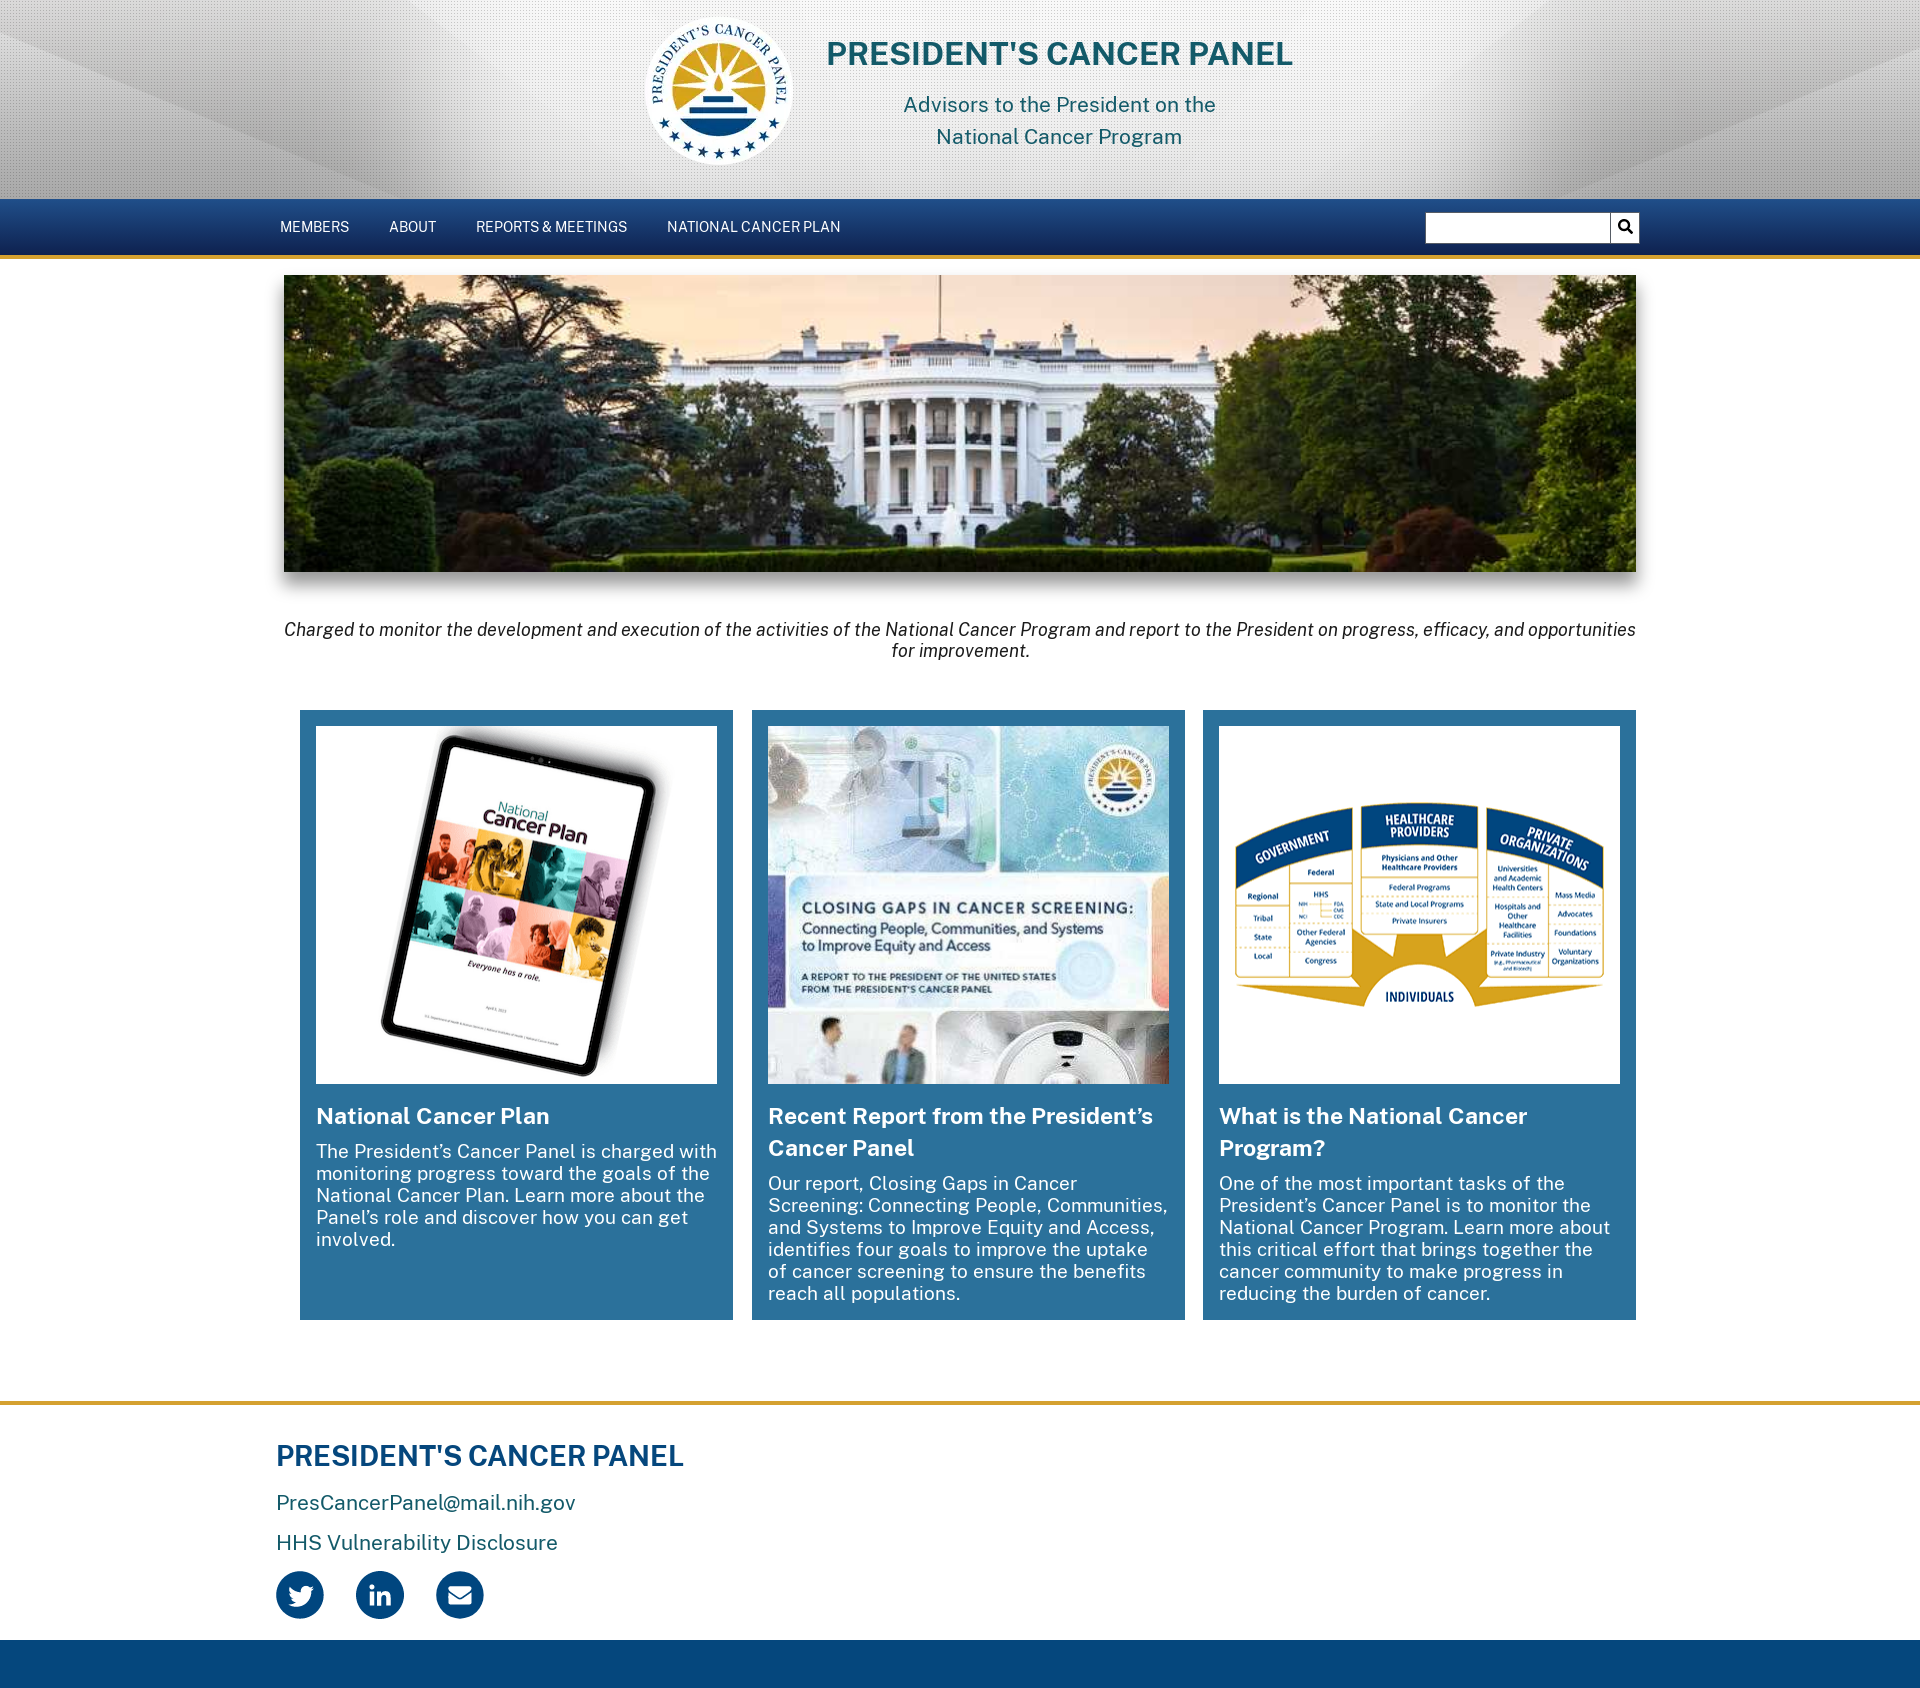 PRESIDENT'S CANCER PANEL
PRESIDENT'S CANCER PANEL
Advisors to the President on the
National Cancer Program
MEMBERS
ABOUT
REPORTS & MEETINGS
NATIONAL CANCER PLAN
Charged to monitor the development and execution of the activities of the National Cancer Program and report to the President on progress, efficacy, and opportunities
for improvement.
National
Cancer Plan
Everyone has a role.
National Cancer Plan
The President’s Cancer Panel is charged with
monitoring progress toward the goals of the
National Cancer Plan. Learn more about the
Panel’s role and discover how you can get
involved.
PRESIDENT'S CANCER PANEL
CLOSING GAPS IN CANCER SCREENING:
Connecting People, Communities, and Systems
to Improve Equity and Access
A REPORT TO THE PRESIDENT OF THE UNITED STATES
FROM THE PRESIDENT'S CANCER PANEL
Recent Report from the President’s
Cancer Panel
Our report, Closing Gaps in Cancer
Screening: Connecting People, Communities,
and Systems to Improve Equity and Access,
identifies four goals to improve the uptake
of cancer screening to ensure the benefits
reach all populations.
GOVERNMENT
Regional
Tribal
State
Local
Federal
HHS
NIH
NCI
FDA
CMS
CDC
Other Federal
Agencies
Congress
HEALTHCARE
PROVIDERS
Physicians and Other
Healthcare Providers
Federal Programs
State and Local Programs
Private Insurers
PRIVATE
ORGANIZATIONS
Universities
and Academic
Health Centers
Hospitals and
Other
Healthcare
Facilities
Private Industry
(e.g., Pharmaceutical
and Biotech)
Mass Media
Advocates
Foundations
Voluntary
Organizations
INDIVIDUALS
What is the National Cancer
Program?
One of the most important tasks of the
President’s Cancer Panel is to monitor the
National Cancer Program. Learn more about
this critical effort that brings together the
cancer community to make progress in
reducing the burden of cancer.
PRESIDENT'S CANCER PANEL
PresCancerPanel@mail.nih.gov
HHS Vulnerability Disclosure
in